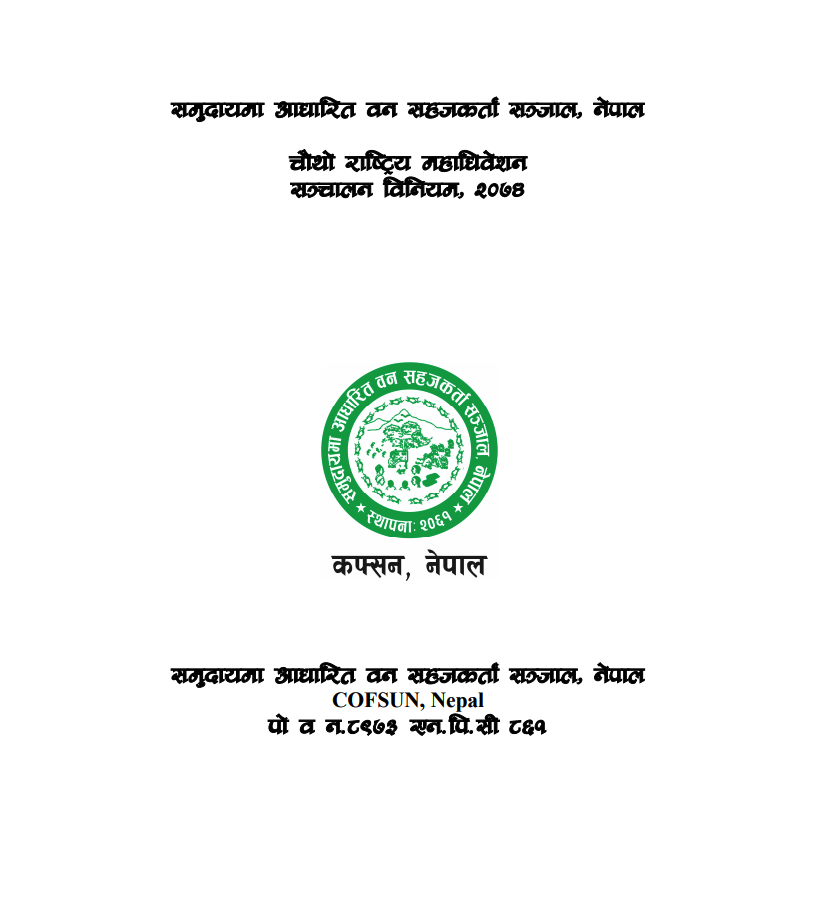 समुदायमा आधारित वन सहजकर्ता सञ्जाल, नेपाल
चौथो राष्ट्रिय महाधिवेशन
सञ्चालन विनियम, २०७४
समुदायमा आधारित वन सहजकर्ता सञ्जाल, नेपाल
★ स्थापना: २०६१ ★
कफ्सन, नेपाल
समुदायमा आधारित वन सहजकर्ता सञ्जाल, नेपाल
COFSUN, Nepal
पो व न.८९७३ एन.पि.सी ८६१